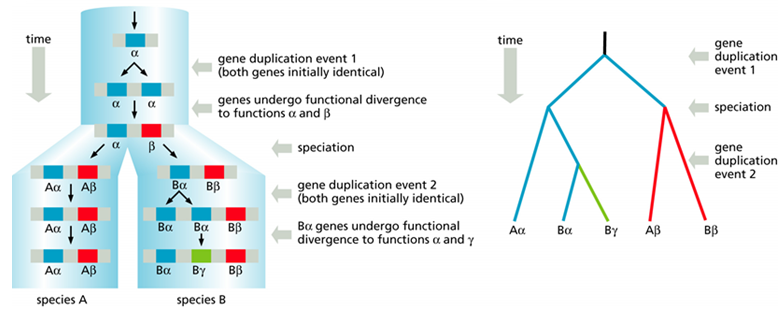 time
α
gene duplication event 1
(both genes initially identical)
α α
genes undergo functional divergence
to functions α and β
α β
speciation
Aα Aβ
Bα Bβ
gene duplication event 2
(both genes initially identical)
Aα Aβ
Bα Bα Bβ
Bα genes undergo functional
divergence to functions α and γ
Aα Aβ
Bα Bγ Bβ
species A
species B
time
gene
duplication
event 1
speciation
gene
duplication
event 2
Aα Bα Bγ Aβ Bβ